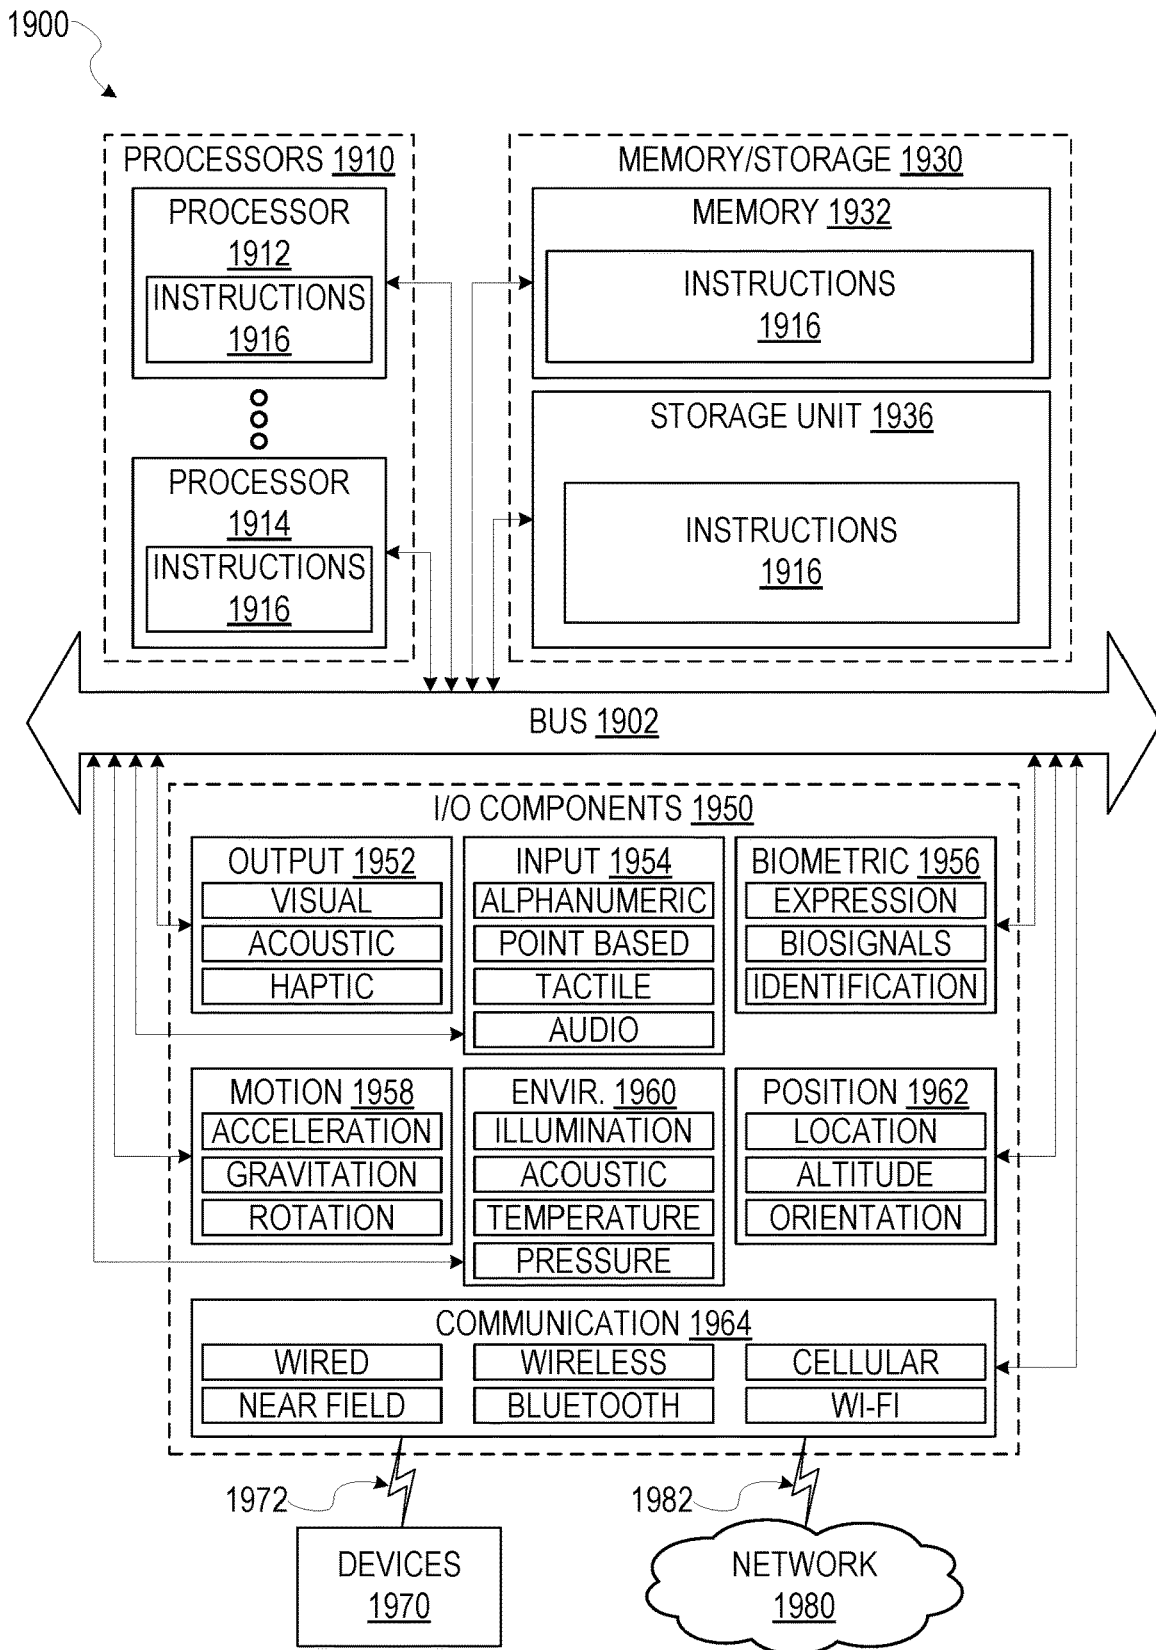 1900
PROCESSORS 1910
PROCESSOR
1912
INSTRUCTIONS
1916
PROCESSOR
1914
INSTRUCTIONS
1916
MEMORY/STORAGE 1930
MEMORY 1932
INSTRUCTIONS
1916
STORAGE UNIT 1936
INSTRUCTIONS
1916
BUS 1902
I/O COMPONENTS 1950
OUTPUT 1952
VISUAL
ACOUSTIC
HAPTIC
INPUT 1954
ALPHANUMERIC
POINT BASED
TACTILE
AUDIO
BIOMETRIC 1956
EXPRESSION
BIOSIGNALS
IDENTIFICATION
MOTION 1958
ACCELERATION
GRAVITATION
ROTATION
ENVIR. 1960
ILLUMINATION
ACOUSTIC
TEMPERATURE
PRESSURE
POSITION 1962
LOCATION
ALTITUDE
ORIENTATION
COMMUNICATION 1964
WIRED
WIRELESS
CELLULAR
NEAR FIELD
BLUETOOTH
WI-FI
1972
1982
DEVICES
1970
NETWORK
1980